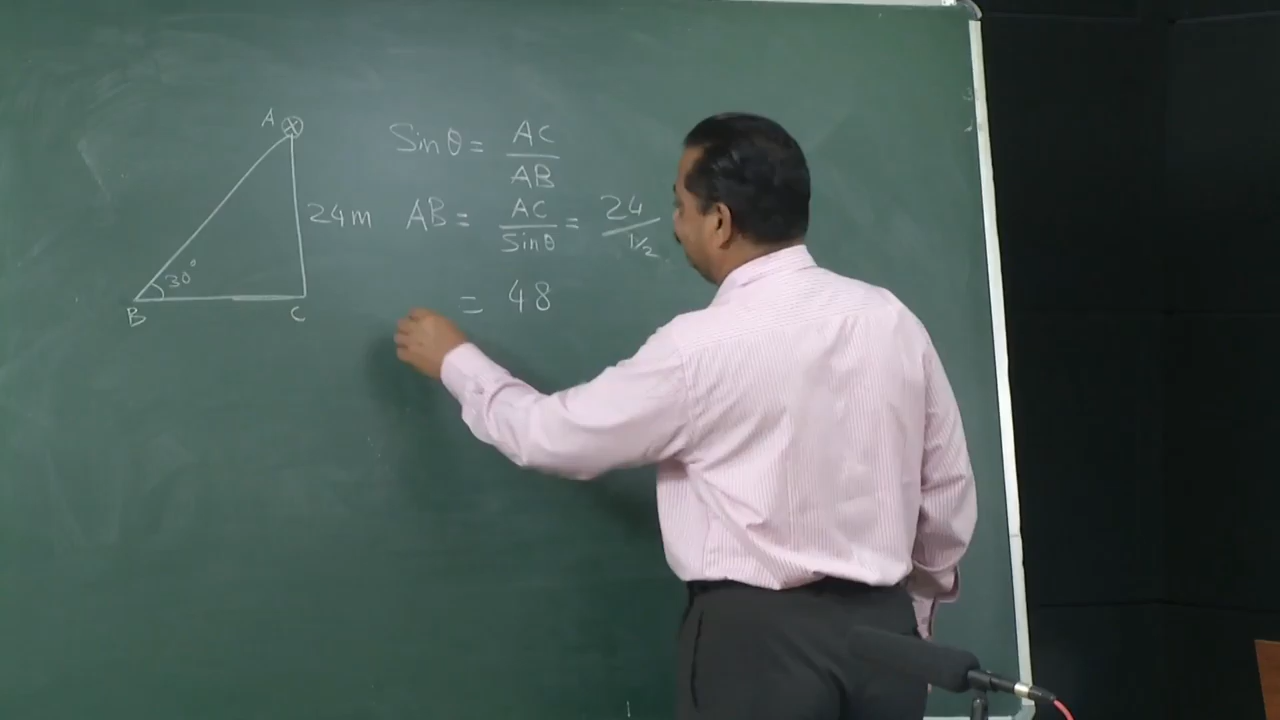 A
Sin θ = AC / AB
24m
AB = AC / Sin θ = 24 / 1/2
30°
= 48
B
C